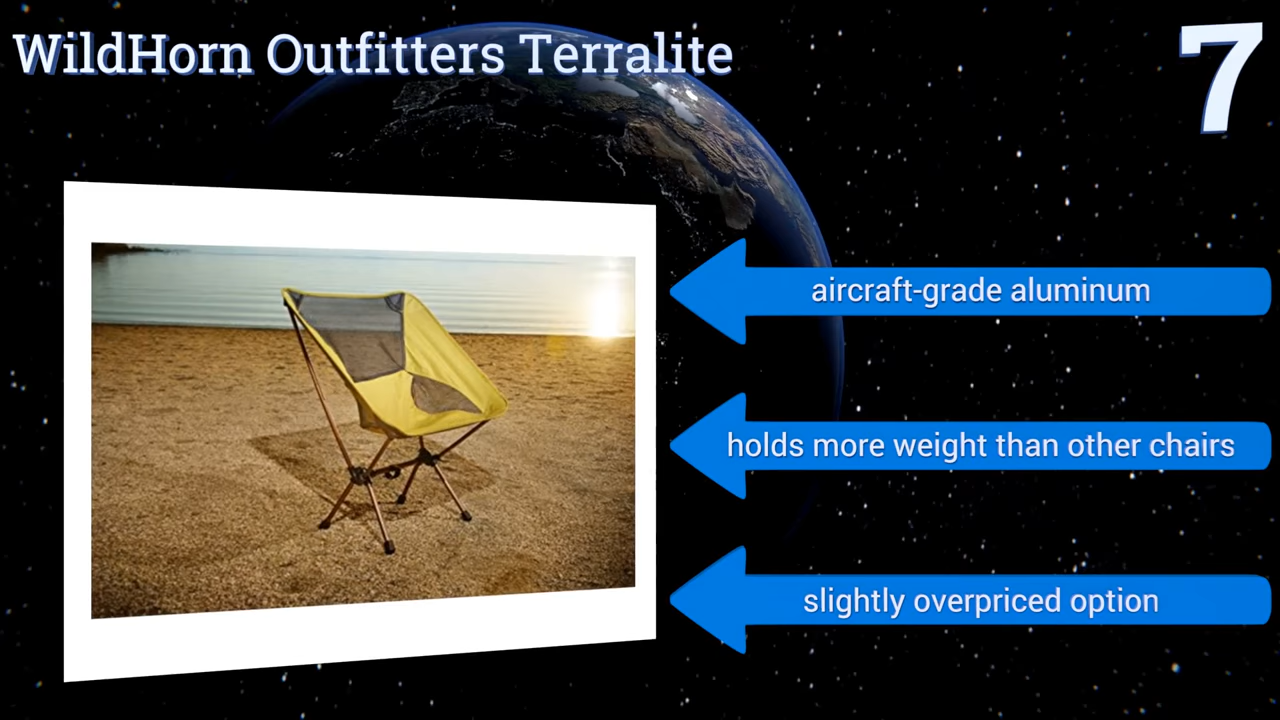 WildHorn Outfitters Terralite
7
aircraft-grade aluminum
holds more weight than other chairs
slightly overpriced option